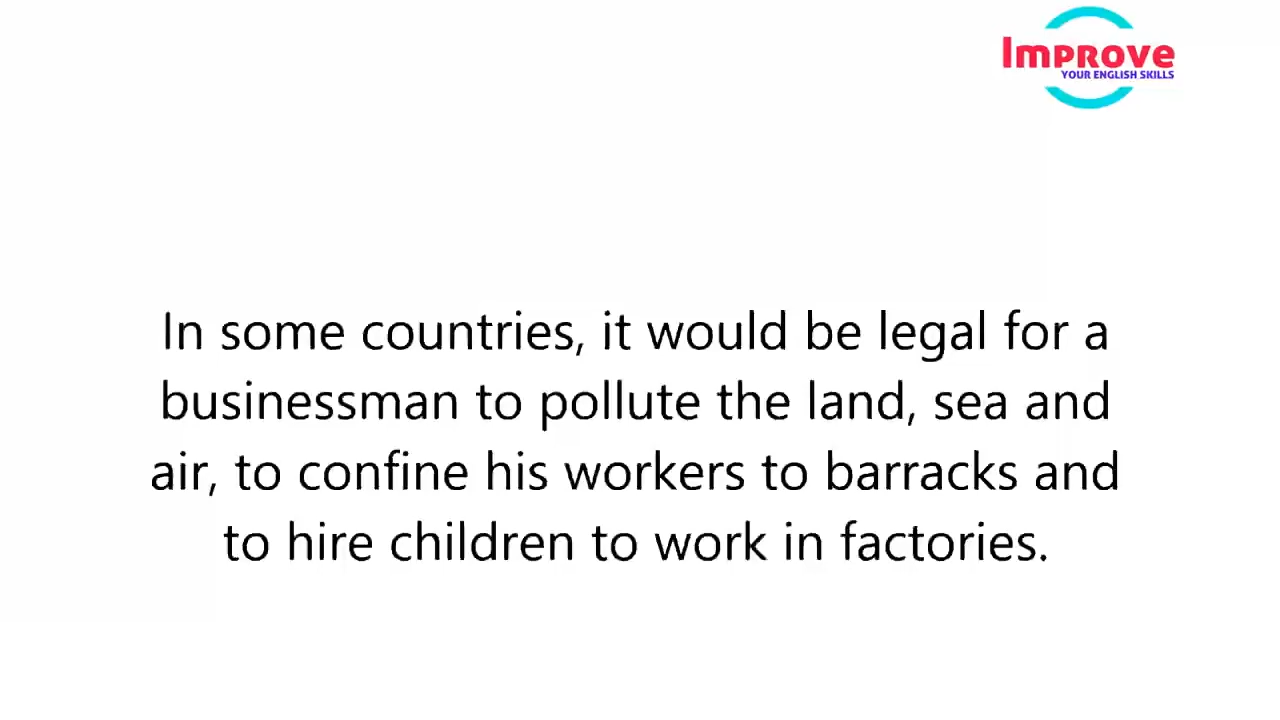 Improve
YOUR ENGLISH SKILLS
In some countries, it would be legal for a
businessman to pollute the land, sea and
air, to confine his workers to barracks and
to hire children to work in factories.